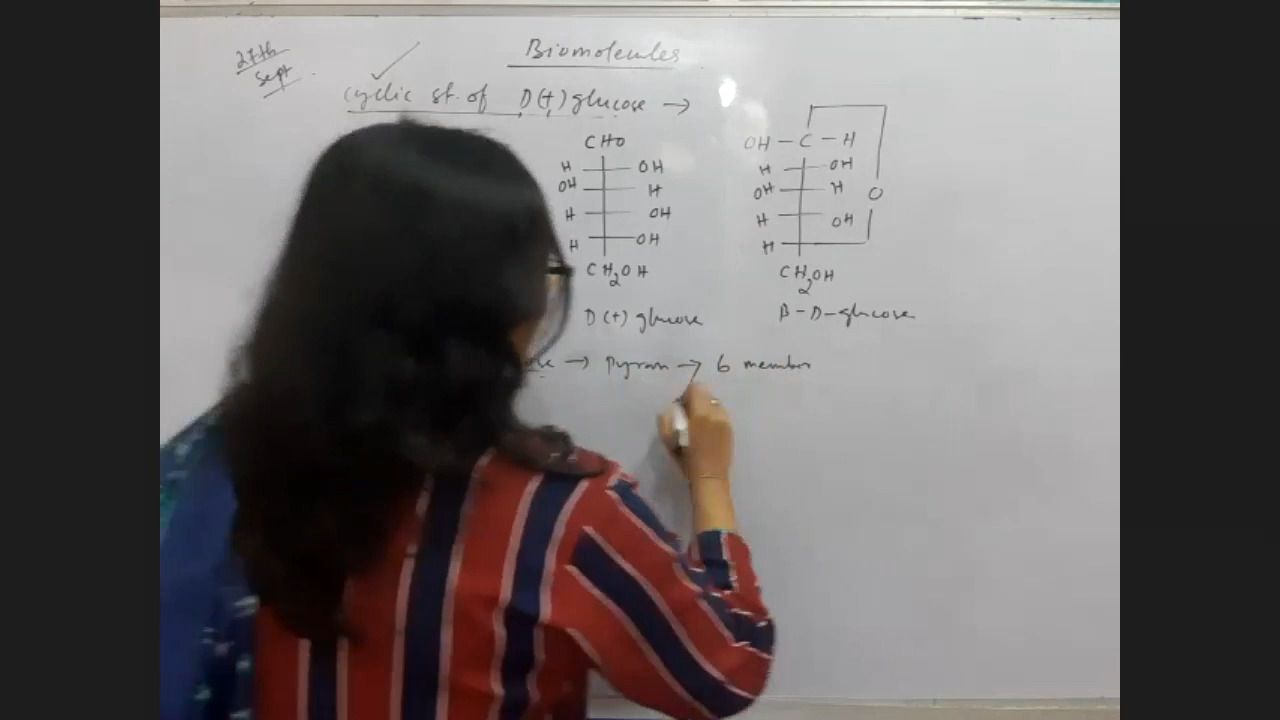 27th
Sept.
Biomolecules
Cyclic st. of D(+) glucose →
CHO
H OH
OH H
H OH
H OH
CH2OH
D(+) glucose
OH - C - H
H OH
OH H O
H OH
H
CH2OH
B-D-glucose
→ Pyran → 6 member